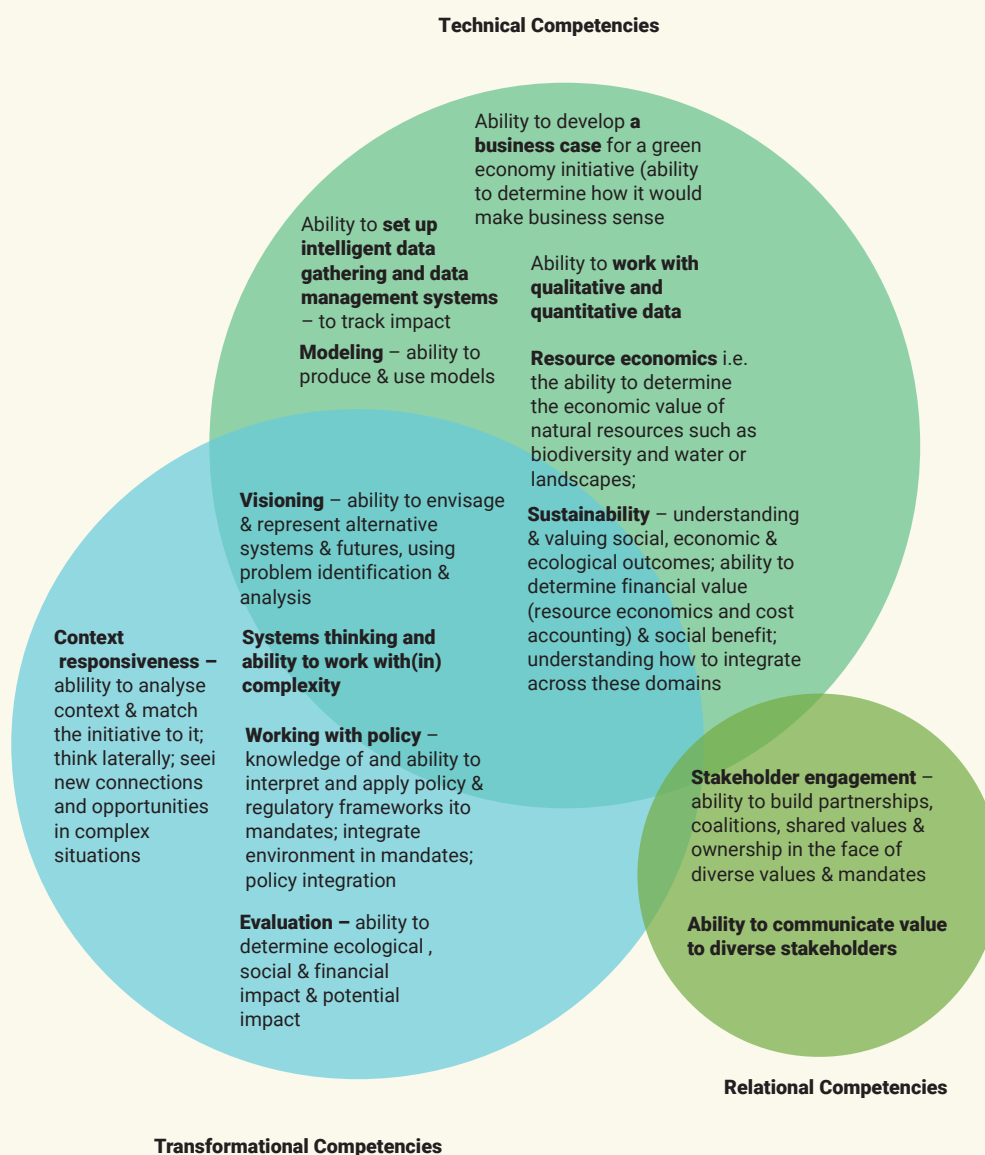 Technical Competencies
Ability to develop a
business case for a green
economy initiative (ability
to determine how it would
make business sense
Ability to set up
intelligent data
gathering and data
management systems
– to track impact
Ability to work with
qualitative and
quantitative data
Modeling – ability to
produce & use models
Resource economics i.e.
the ability to determine
the economic value of
natural resources such as
biodiversity and water or
landscapes;
Visioning – ability to envisage
& represent alternative
systems & futures, using
problem identification &
analysis
Sustainability – understanding
& valuing social, economic &
ecological outcomes; ability to
determine financial value
(resource economics and cost
accounting) & social benefit;
understanding how to integrate
across these domains
Context
responsiveness –
ablility to analyse
context & match
the initiative to it;
think laterally; seei
new connections
and opportunities
in complex
situations
Systems thinking and
ability to work with(in)
complexity
Working with policy –
knowledge of and ability to
interpret and apply policy &
regulatory frameworks ito
mandates; integrate
environment in mandates;
policy integration
Evaluation – ability to
determine ecological ,
social & financial
impact & potential
impact
Stakeholder engagement –
ability to build partnerships,
coalitions, shared values &
ownership in the face of
diverse values & mandates
Ability to communicate value
to diverse stakeholders
Relational Competencies
Transformational Competencies